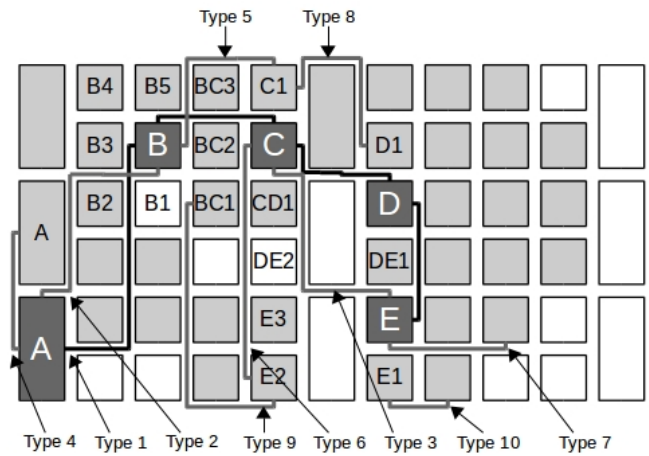 Type 5 Type 8
B4 B5 BC3 C1
B3 B BC2 C D1
A B2 B1 BC1 CD1 D
DE2 DE1
A E3 E
E2 E1
Type 4 Type 1 Type 2 Type 9 Type 6 Type 3 Type 10 Type 7